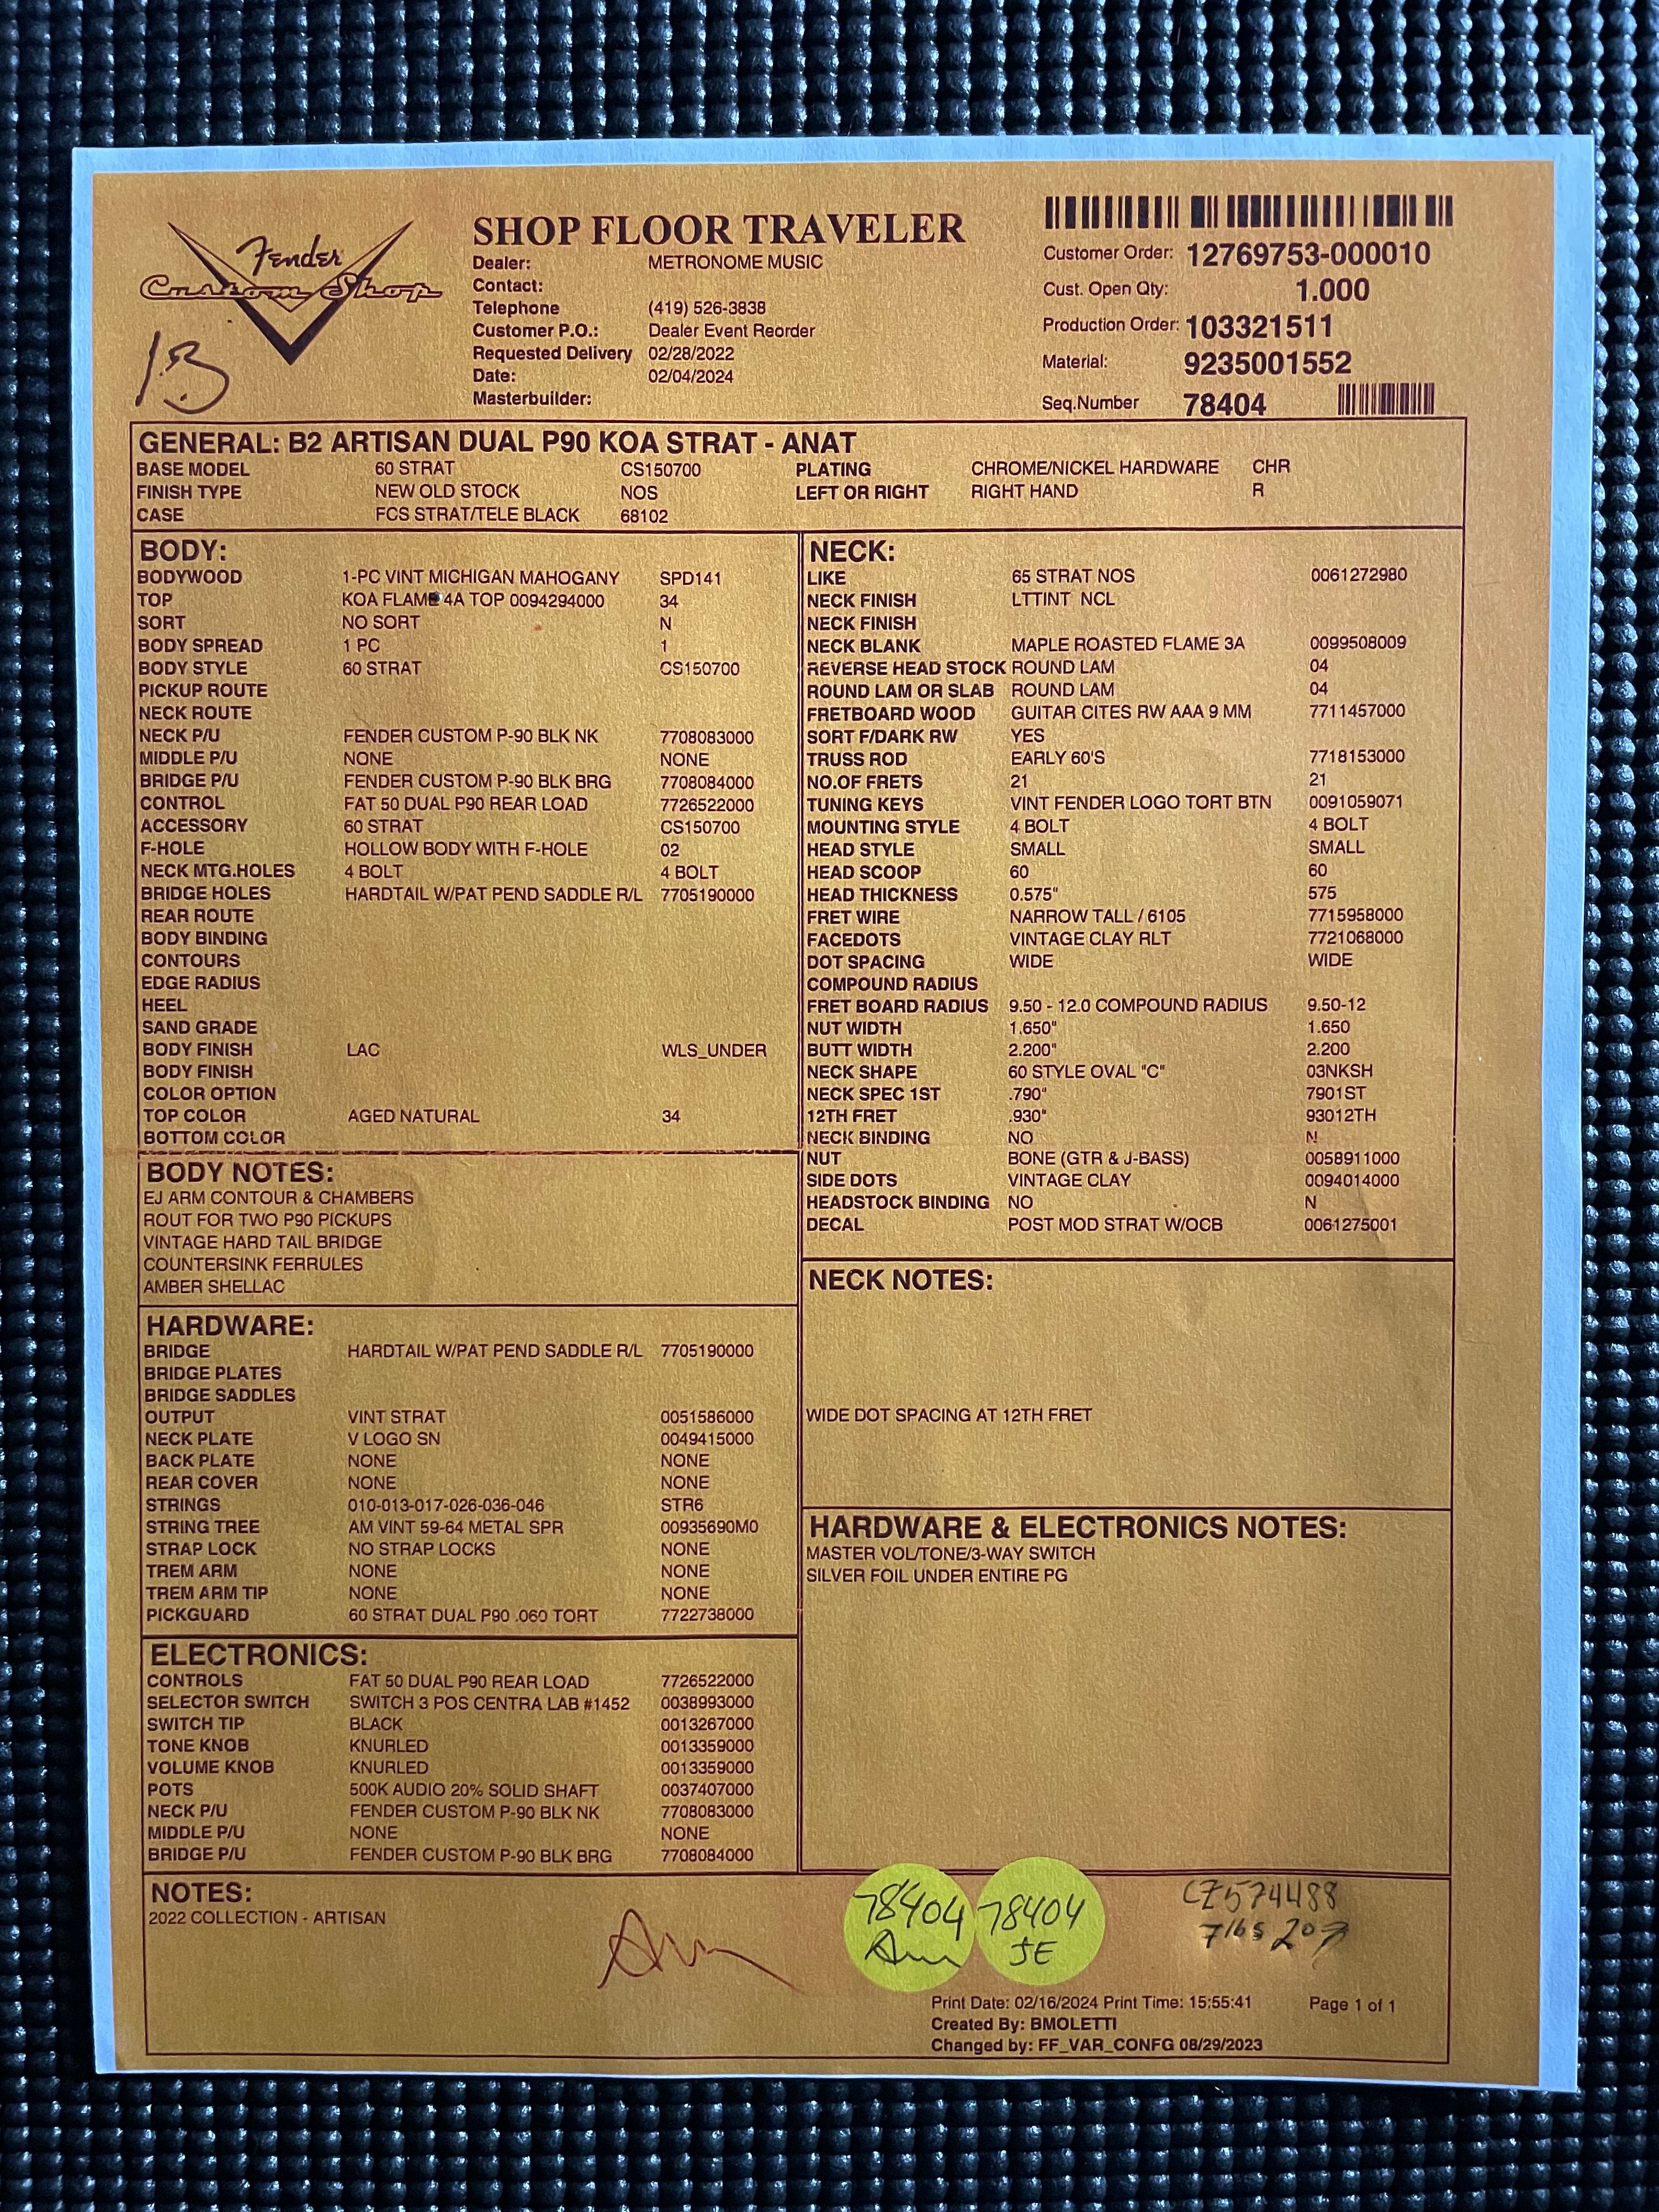 Fender
Custom Shop
13
SHOP FLOOR TRAVELER
Dealer: METRONOME MUSIC
Contact:
Telephone (419) 526-3838
Customer P.O.: Dealer Event Reorder
Requested Delivery 02/28/2022
Date: 02/04/2024
Masterbuilder:
Customer Order: 12769753-000010
Cust. Open Qty: 1.000
Production Order: 103321511
Material: 9235001552
Seq.Number 78404
GENERAL: B2 ARTISAN DUAL P90 KOA STRAT - ANAT
BASE MODEL 60 STRAT CS150700 PLATING CHROME/NICKEL HARDWARE CHR
FINISH TYPE NEW OLD STOCK NOS LEFT OR RIGHT RIGHT HAND R
CASE FCS STRAT/TELE BLACK 68102
BODY:
BODYWOOD 1-PC VINT MICHIGAN MAHOGANY SPD141
TOP KOA FLAME 4A TOP 0094294000 34
SORT NO SORT N
BODY SPREAD 1 PC 1
BODY STYLE 60 STRAT CS150700
PICKUP ROUTE
NECK ROUTE
NECK P/U FENDER CUSTOM P-90 BLK NK 7708083000
MIDDLE P/U NONE NONE
BRIDGE P/U FENDER CUSTOM P-90 BLK BRG 7708084000
CONTROL FAT 50 DUAL P90 REAR LOAD 7726522000
ACCESSORY 60 STRAT CS150700
F-HOLE HOLLOW BODY WITH F-HOLE 02
NECK MTG.HOLES 4 BOLT 4 BOLT
BRIDGE HOLES HARDTAIL W/PAT PEND SADDLE R/L 7705190000
REAR ROUTE
BODY BINDING
CONTOURS
EDGE RADIUS
HEEL
SAND GRADE
BODY FINISH LAC WLS_UNDER
BODY FINISH
COLOR OPTION
TOP COLOR AGED NATURAL 34
BOTTOM COLOR
BODY NOTES:
EJ ARM CONTOUR & CHAMBERS
ROUT FOR TWO P90 PICKUPS
VINTAGE HARD TAIL BRIDGE
COUNTERSINK FERRULES
AMBER SHELLAC
HARDWARE:
BRIDGE HARDTAIL W/PAT PEND SADDLE R/L 7705190000
BRIDGE PLATES
BRIDGE SADDLES
OUTPUT VINT STRAT 0051586000
NECK PLATE V LOGO SN 0049415000
BACK PLATE NONE NONE
REAR COVER NONE NONE
STRINGS 010-013-017-026-036-046 STR6
STRING TREE AM VINT 59-64 METAL SPR 00935690M0
STRAP LOCK NO STRAP LOCKS NONE
TREM ARM NONE NONE
TREM ARM TIP NONE NONE
PICKGUARD 60 STRAT DUAL P90 .060 TORT 7722738000
ELECTRONICS:
CONTROLS FAT 50 DUAL P90 REAR LOAD 7726522000
SELECTOR SWITCH SWITCH 3 POS CENTRA LAB #1452 0038993000
SWITCH TIP BLACK 0013267000
TONE KNOB KNURLED 0013359000
VOLUME KNOB KNURLED 0013359000
POTS 500K AUDIO 20% SOLID SHAFT 0037407000
NECK P/U FENDER CUSTOM P-90 BLK NK 7708083000
MIDDLE P/U NONE NONE
BRIDGE P/U FENDER CUSTOM P-90 BLK BRG 7708084000
NECK:
LIKE 65 STRAT NOS 0061272980
NECK FINISH LTTINT NCL
NECK FINISH
NECK BLANK MAPLE ROASTED FLAME 3A 0099508009
REVERSE HEAD STOCK ROUND LAM 04
ROUND LAM OR SLAB ROUND LAM 04
FRETBOARD WOOD GUITAR CITES RW AAA 9 MM 7711457000
SORT F/DARK RW YES
TRUSS ROD EARLY 60'S 7718153000
NO.OF FRETS 21 21
TUNING KEYS VINT FENDER LOGO TORT BTN 0091059071
MOUNTING STYLE 4 BOLT 4 BOLT
HEAD STYLE SMALL SMALL
HEAD SCOOP 60 60
HEAD THICKNESS 0.575" 575
FRET WIRE NARROW TALL / 6105 7715958000
FACEDOTS VINTAGE CLAY RLT 7721068000
DOT SPACING WIDE WIDE
COMPOUND RADIUS
FRET BOARD RADIUS 9.50 - 12.0 COMPOUND RADIUS 9.50-12
NUT WIDTH 1.650" 1.650
BUTT WIDTH 2.200" 2.200
NECK SHAPE 60 STYLE OVAL "C" 03NKSH
NECK SPEC 1ST .790" 7901ST
12TH FRET .930" 93012TH
NECK BINDING NO N
NUT BONE (GTR & J-BASS) 0058911000
SIDE DOTS VINTAGE CLAY 0094014000
HEADSTOCK BINDING NO N
DECAL POST MOD STRAT W/OCB 0061275001
NECK NOTES:
WIDE DOT SPACING AT 12TH FRET
HARDWARE & ELECTRONICS NOTES:
MASTER VOL/TONE/3-WAY SWITCH
SILVER FOIL UNDER ENTIRE PG
NOTES:
2022 COLLECTION - ARTISAN
78404
78404
JE
CZ574488
7lbs 2oz
Print Date: 02/16/2024 Print Time: 15:55:41 Page 1 of 1
Created By: BMOLETTI
Changed by: FF_VAR_CONFG 08/29/2023